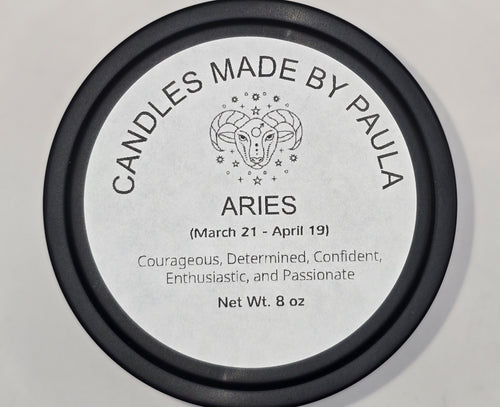 CANDLES MADE BY PAULA
ARIES
(March 21 - April 19)
Courageous, Determined, Confident,
Enthusiastic, and Passionate
Net Wt. 8 oz